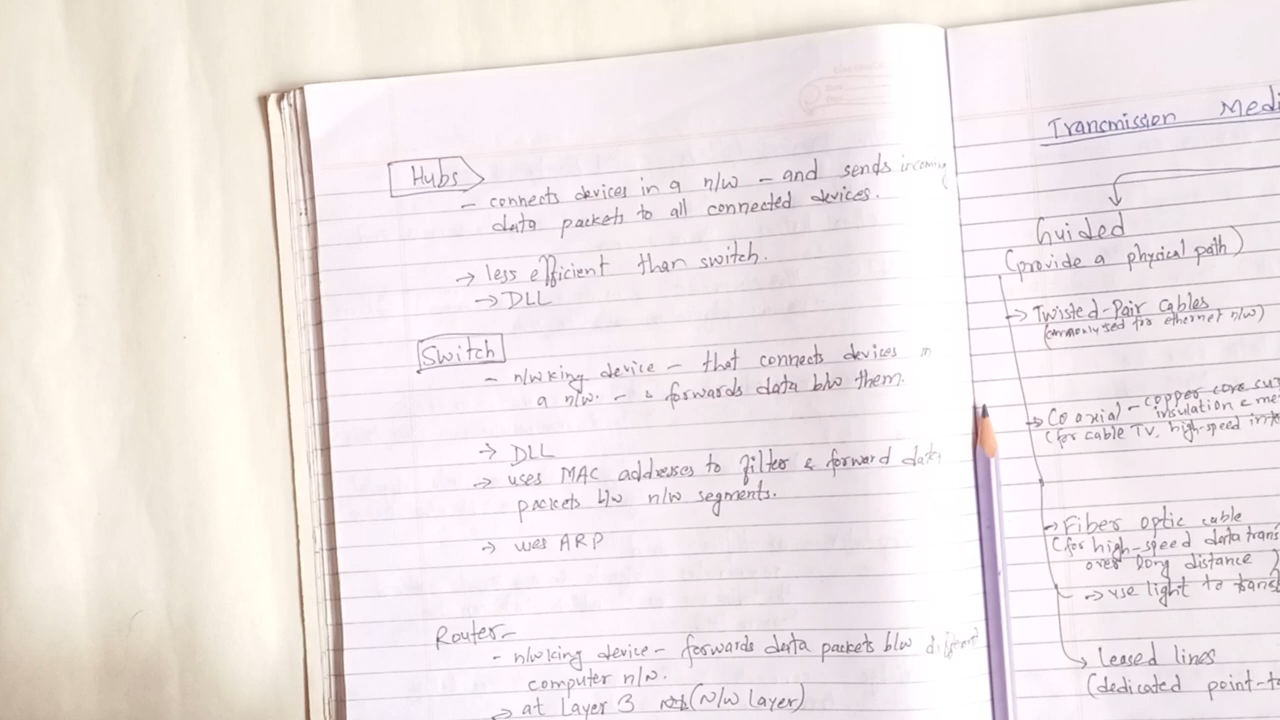 Hubs
- connects devices in a n/w - and sends incoming
data packets to all connected devices.
→ less efficient than switch.
→ DLL
Switch
- n/wking device - that connects devices in
a n/w. - & forwards data b/w them.
→ DLL
→ uses MAC addresses to filter & forward data
packets b/w n/w segments.
→ uses ARP
Router -
- n/wking device - forwards data packets b/w different
computer n/w.
→ at Layer 3 (N/W Layer)
Transmission Medi
Guided
(provide a physical path)
→ Twisted-Pair cables
(commonly used for ethernet n/w)
→ Co axial - copper core
insulation &
(for cable TV, high-speed
→ Fiber optic cable
(for high-speed data trans
over long distance)
→ use light to trans
→ leased lines
(dedicated point-to